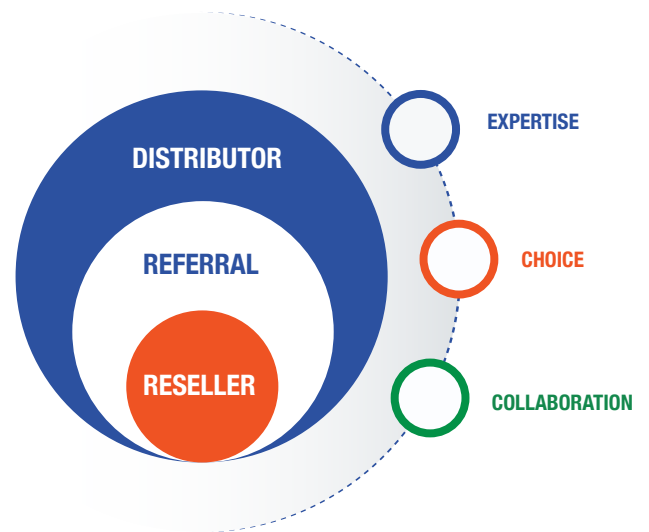 DISTRIBUTOR
REFERRAL
RESELLER
EXPERTISE
CHOICE
COLLABORATION